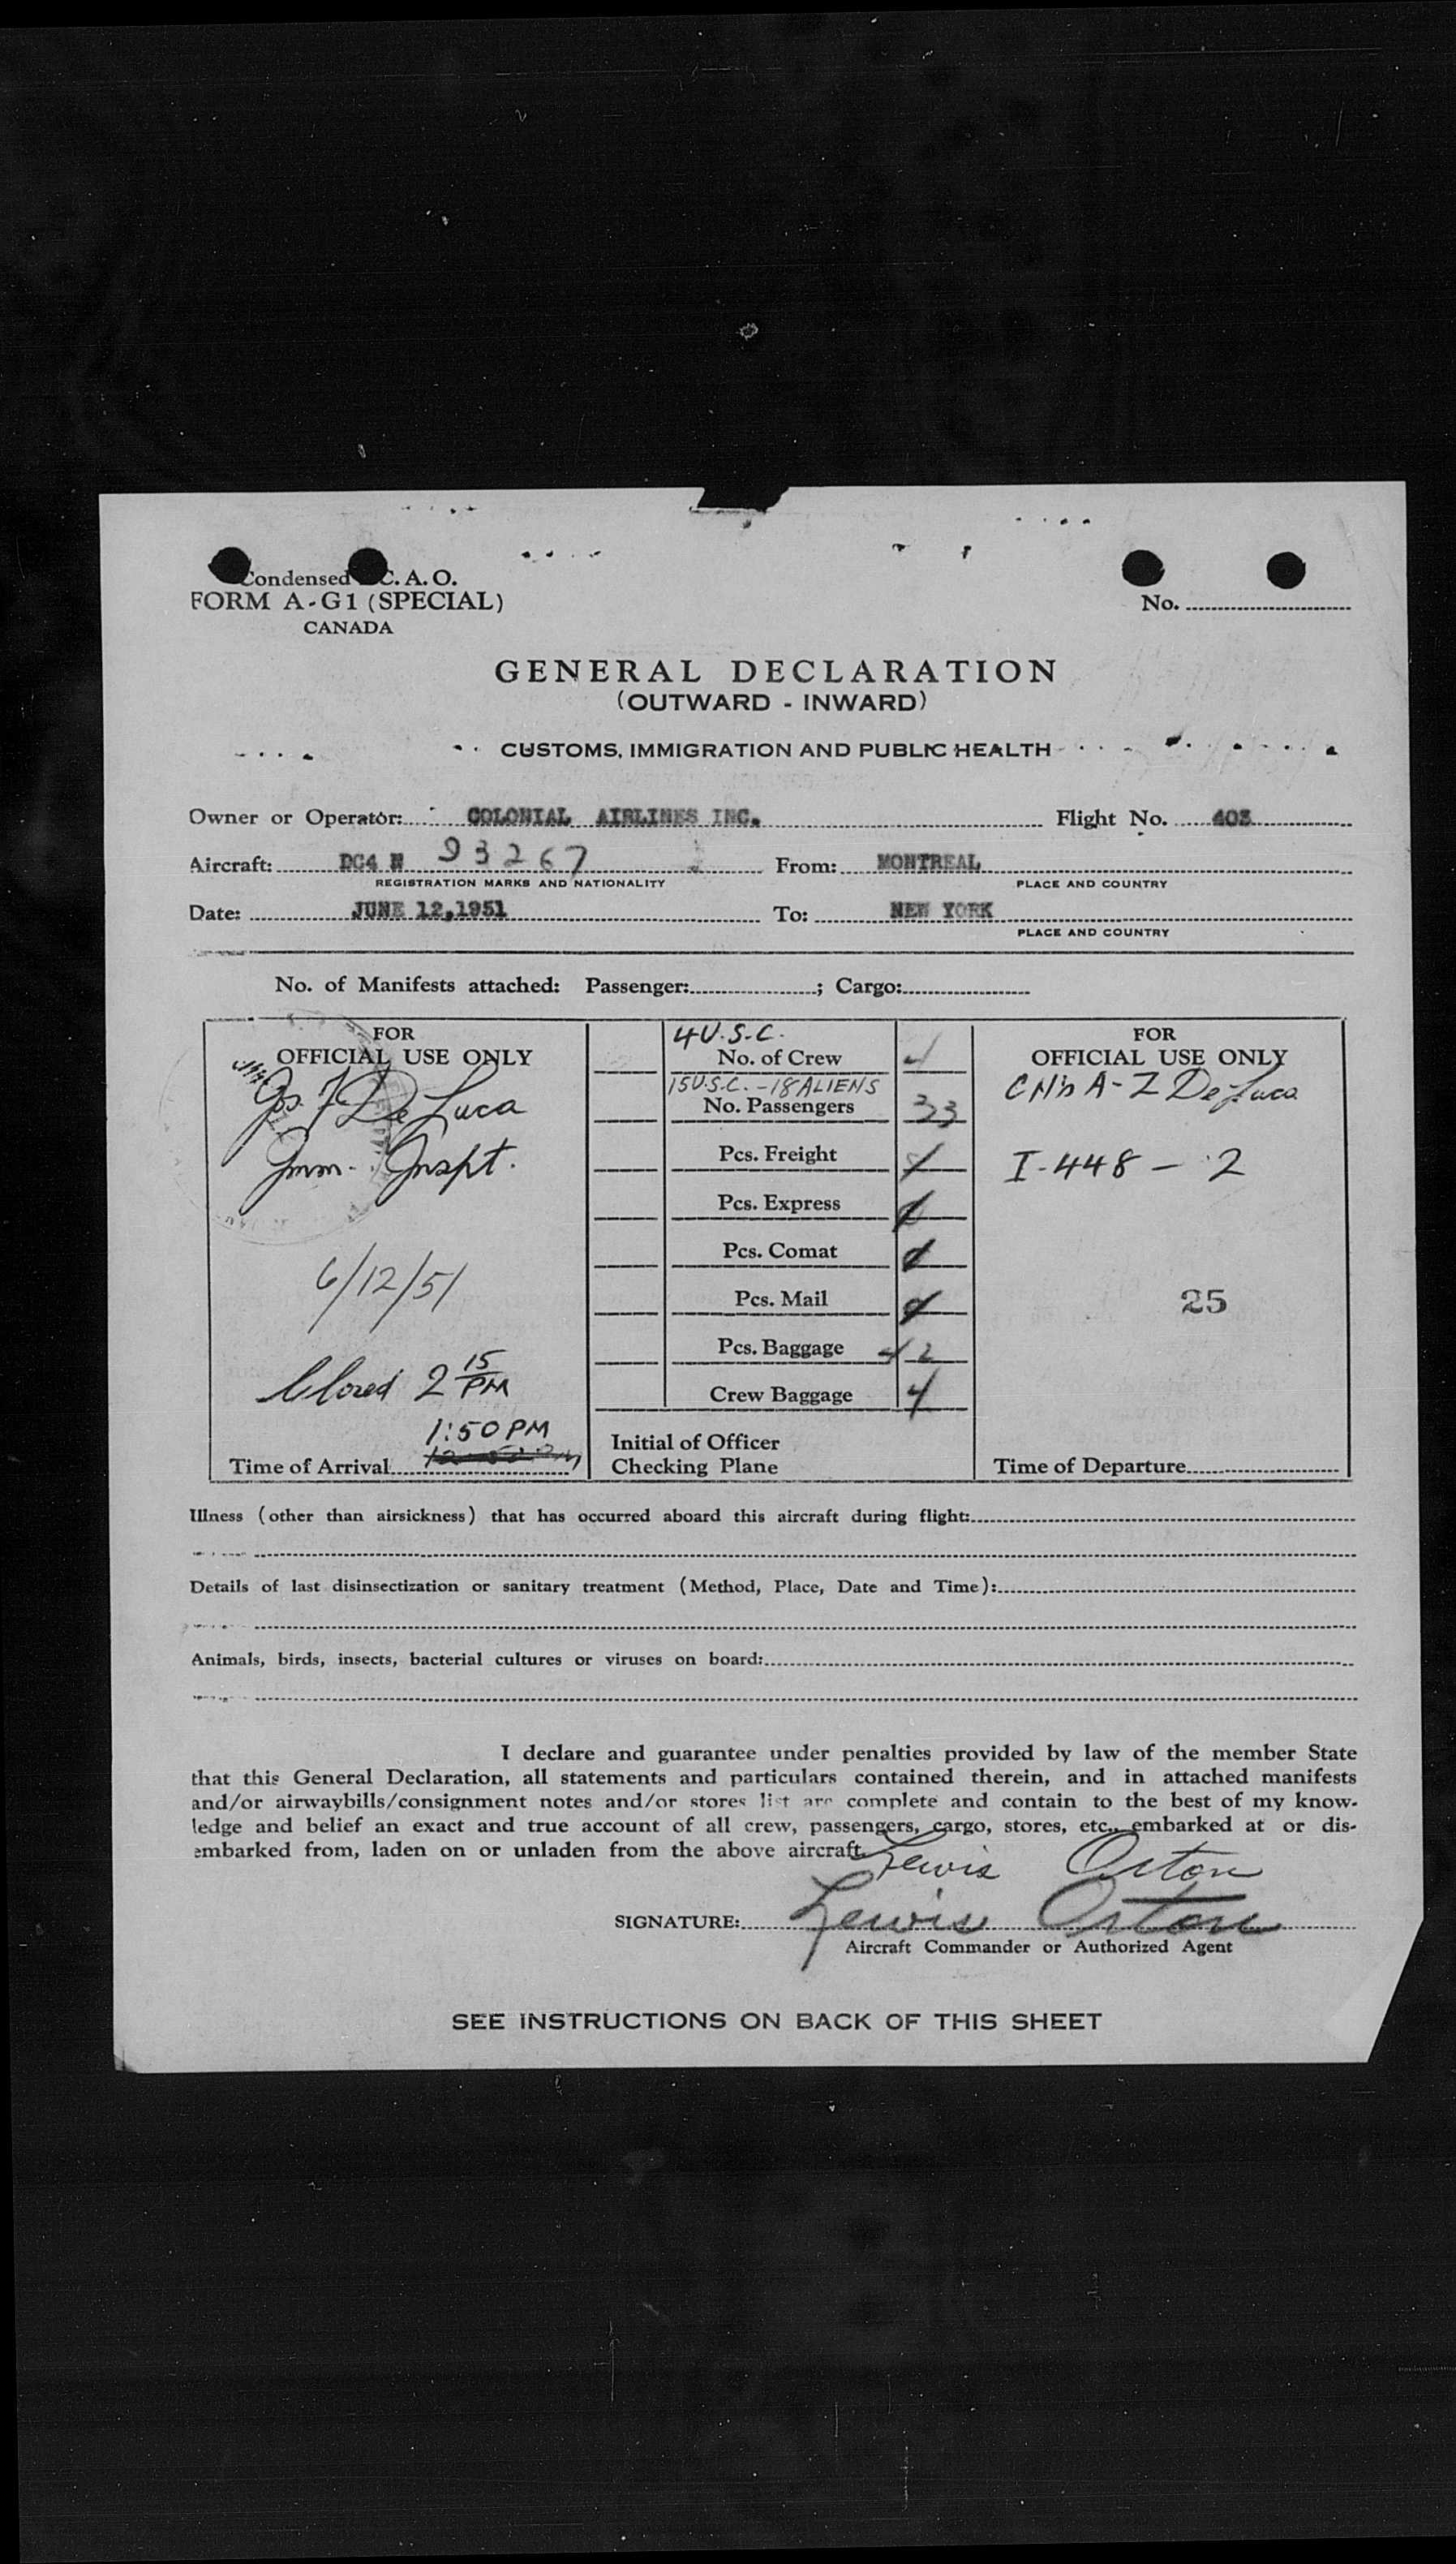 Condensed C. A. O.
FORM A-G1 (SPECIAL)
CANADA
No.
GENERAL DECLARATION
(OUTWARD - INWARD)
CUSTOMS, IMMIGRATION AND PUBLIC HEALTH
Owner or Operator: COLONIAL AIRLINES INC. Flight No. 403
Aircraft: DC4 N 93267 From: MONTREAL
REGISTRATION MARKS AND NATIONALITY PLACE AND COUNTRY
Date: JUNE 12,1951 To: NEW YORK
PLACE AND COUNTRY
No. of Manifests attached: Passenger: ; Cargo:
FOR
OFFICIAL USE ONLY
Jos. F De Luca
Imm. Inspt.
6/12/51
Closed 2 15 PM
1:50 PM
Time of Arrival
4 U.S.C.
No. of Crew 4
15 U.S.C. - 18 ALIENS
No. Passengers 33
Pcs. Freight
Pcs. Express
Pcs. Comat
Pcs. Mail
Pcs. Baggage 42
Crew Baggage 4
Initial of Officer
Checking Plane
FOR
OFFICIAL USE ONLY
A-Z De Luca
I-448 - 2
25
Time of Departure
Illness (other than airsickness) that has occurred aboard this aircraft during flight:
Details of last disinsectization or sanitary treatment (Method, Place, Date and Time):
Animals, birds, insects, bacterial cultures or viruses on board:
I declare and guarantee under penalties provided by law of the member State
that this General Declaration, all statements and particulars contained therein, and in attached manifests
and/or airwaybills/consignment notes and/or stores list are complete and contain to the best of my know-
ledge and belief an exact and true account of all crew, passengers, cargo, stores, etc., embarked at or dis-
embarked from, laden on or unladen from the above aircraft.
Lewis Orton
SIGNATURE: Lewis Orton
Aircraft Commander or Authorized Agent
SEE INSTRUCTIONS ON BACK OF THIS SHEET